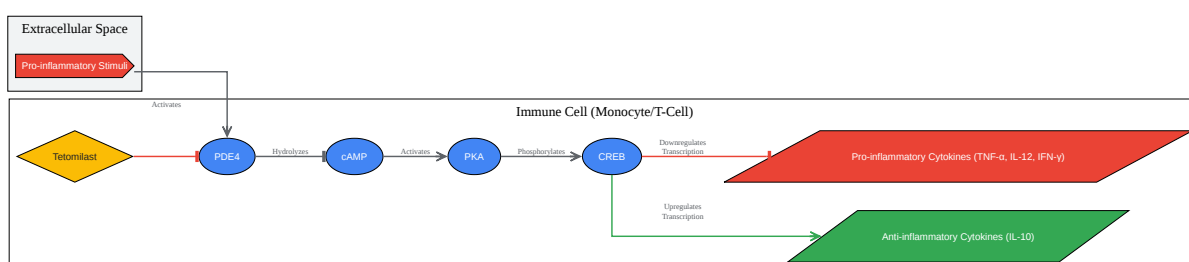 Extracellular Space
Pro-inflammatory Stimuli
Activates
Immune Cell (Monocyte/T-Cell)
Tetomilast
PDE4
Hydrolyzes
cAMP
Activates
PKA
Phosphorylates
CREB
Downregulates
Transcription
Pro-inflammatory Cytokines (TNF-α, IL-12, IFN-γ)
Upregulates
Transcription
Anti-inflammatory Cytokines (IL-10)